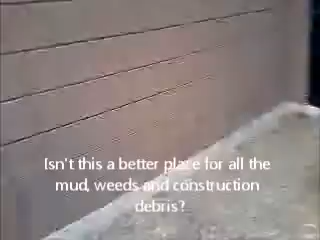 Isn't this a better place for all the
mud, weeds and construction
debris?